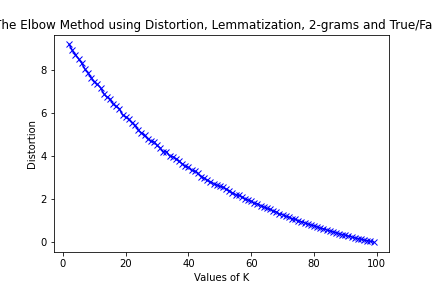 he Elbow Method using Distortion, Lemmatization, 2-grams and True/Fa
8
6
4
2
0
Distortion
0 20 40 60 80 100
Values of K